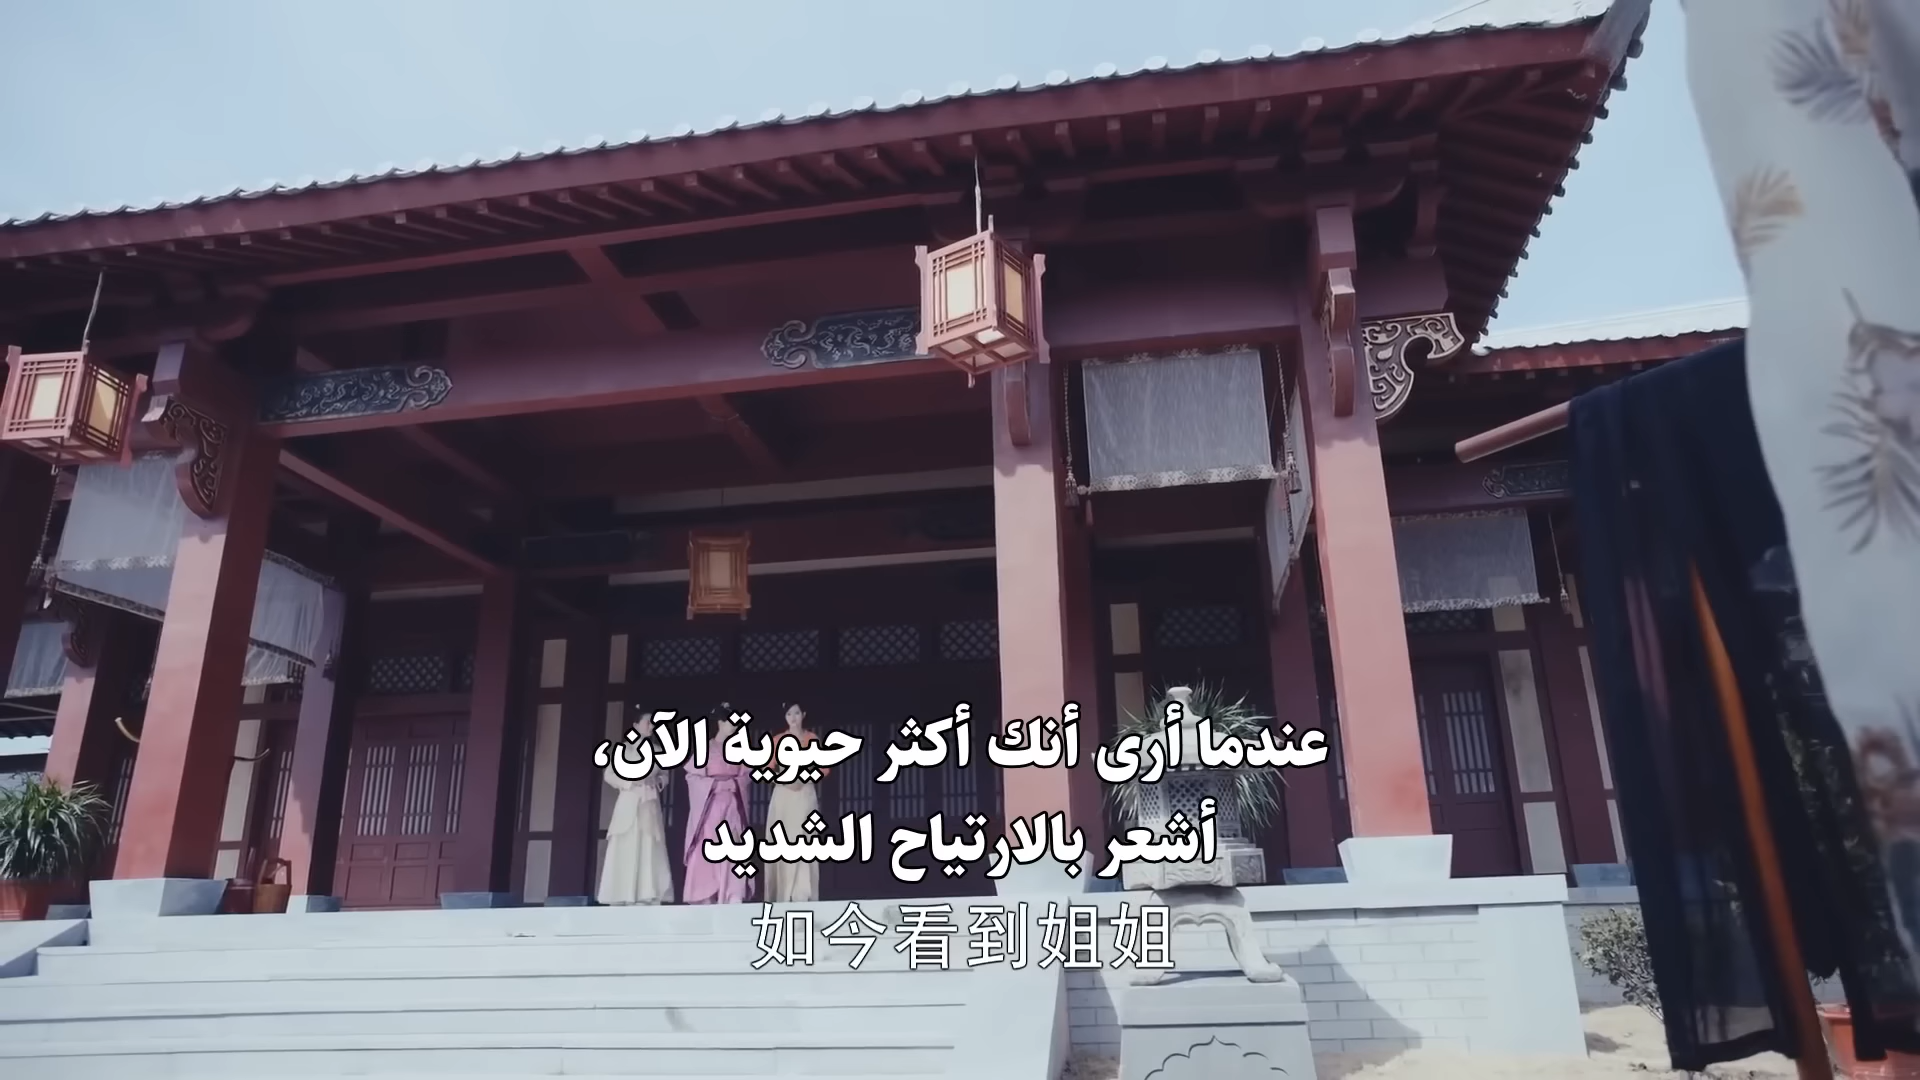 عندما أرى أنك أكثر حيوية الآن،
أشعر بالارتياح الشديد
如今看到姐姐